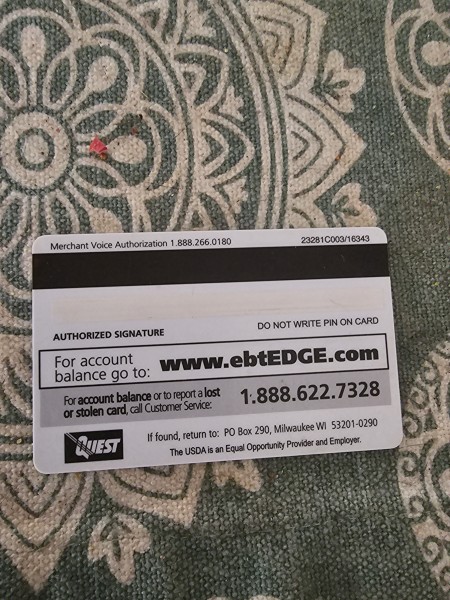 Merchant Voice Authorization 1.888.266.0180 23281C003/16343
AUTHORIZED SIGNATURE DO NOT WRITE PIN ON CARD
For account
balance go to: www.ebtEDGE.com
For account balance or to report a lost
or stolen card, call Customer Service: 1.888.622.7328
QUEST If found, return to: PO Box 290, Milwaukee WI 53201-0290
The USDA is an Equal Opportunity Provider and Employer.